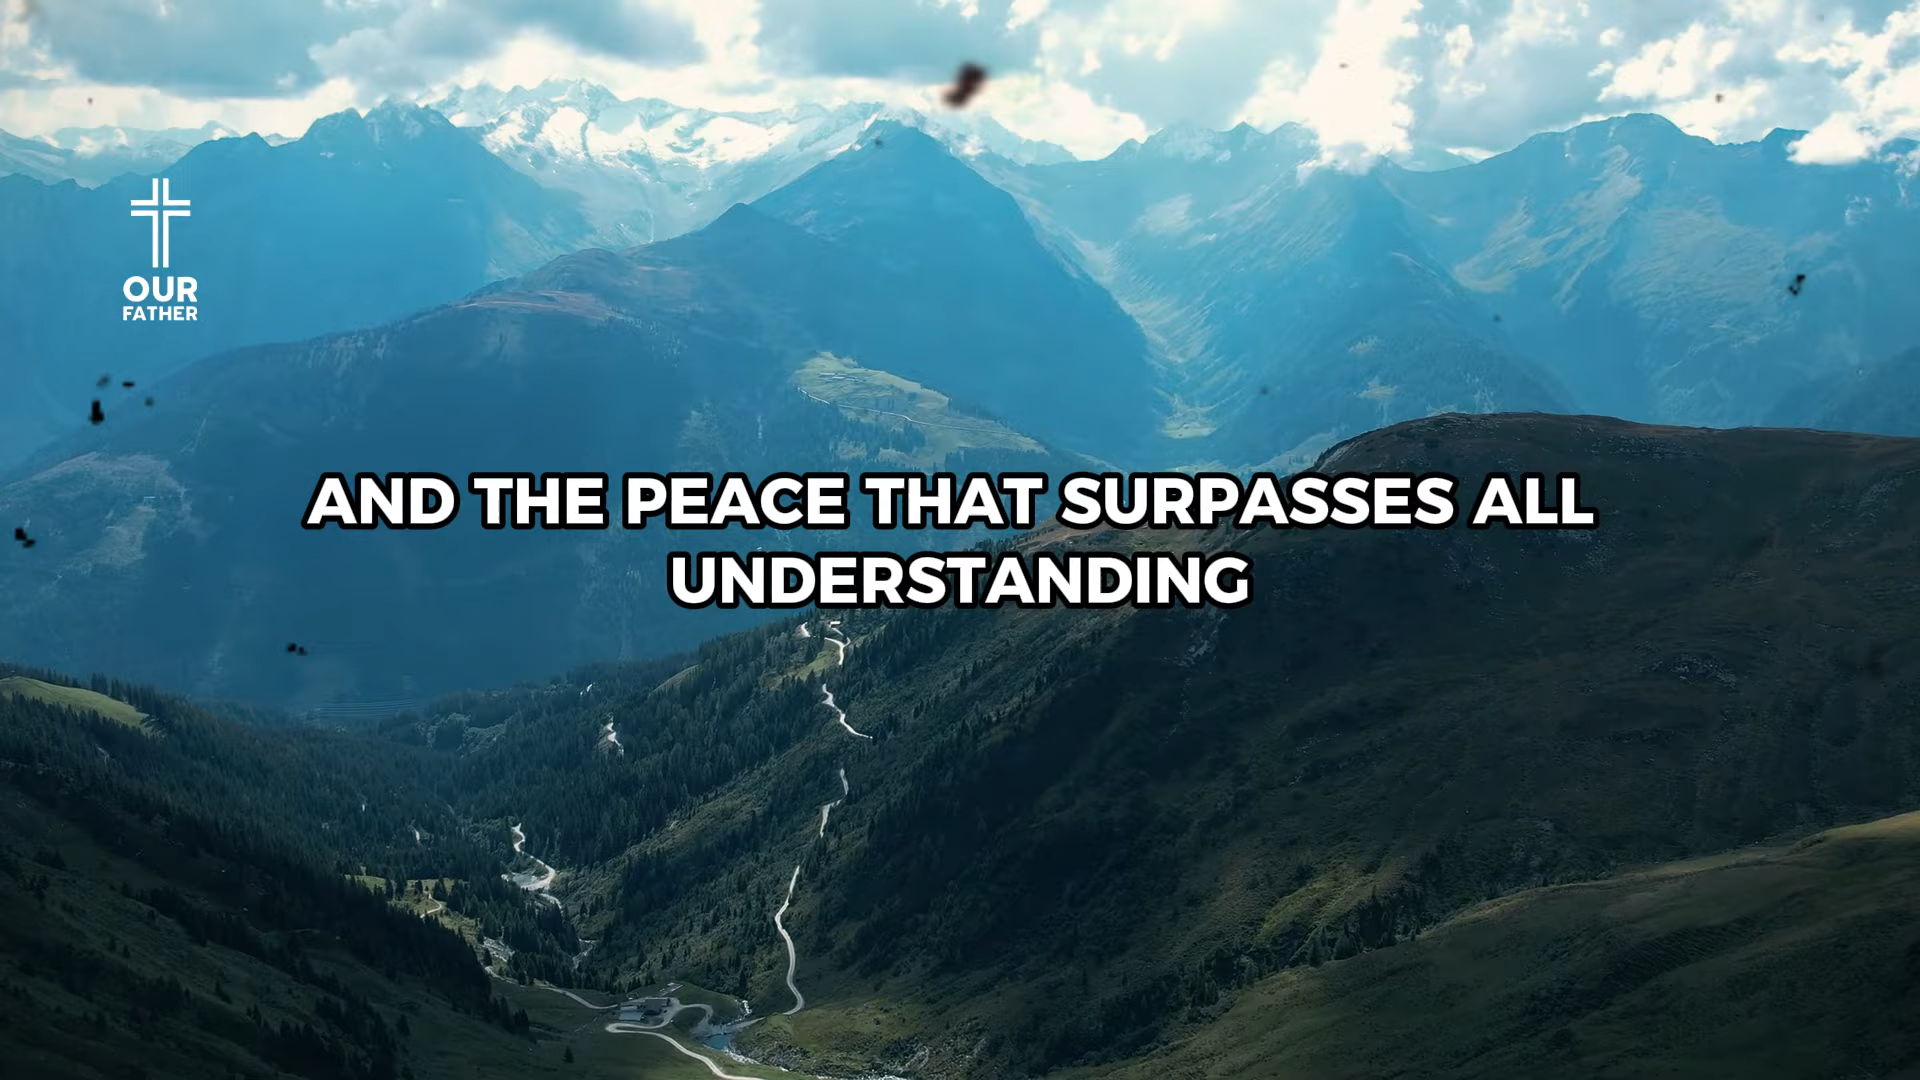 OUR
FATHER
AND THE PEACE THAT SURPASSES ALL
UNDERSTANDING